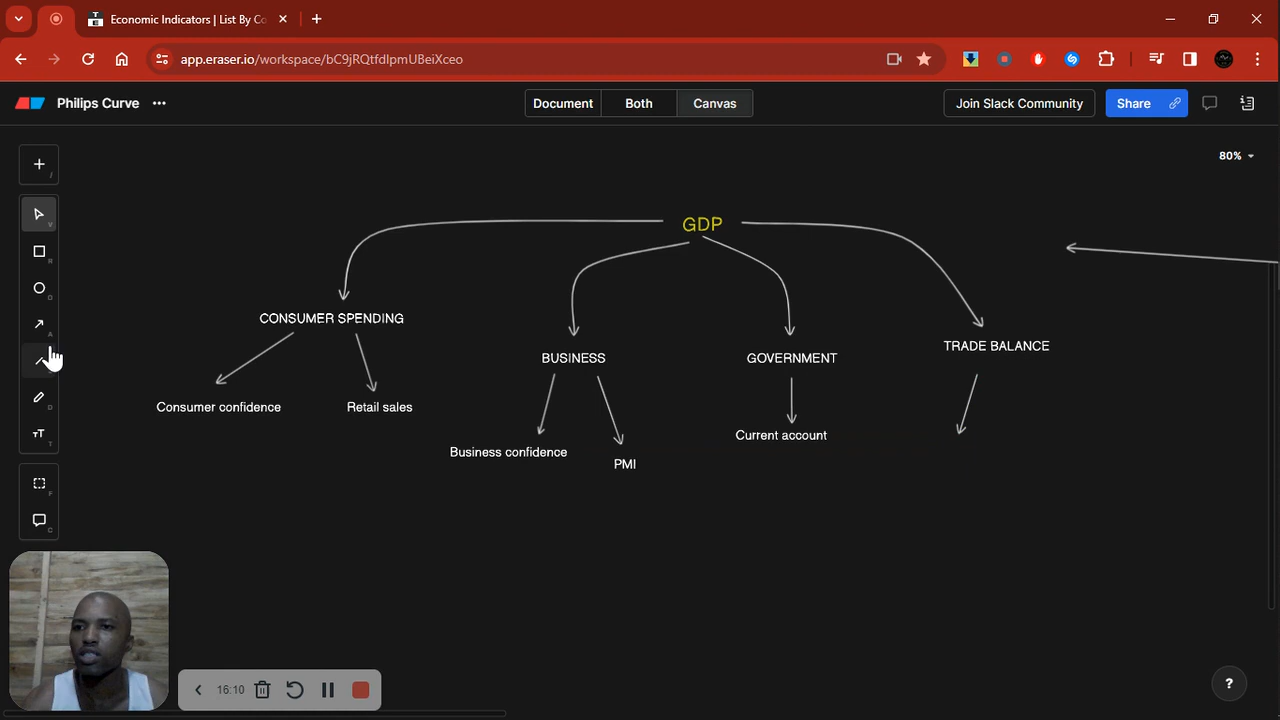 Economic Indicators | List By Co
app.eraser.io/workspace/bC9jRQtfdIpmUBeiXceo
Philips Curve
Document
Both
Canvas
Join Slack Community
Share
80%
GDP
CONSUMER SPENDING
TRADE BALANCE
BUSINESS
GOVERNMENT
Consumer confidence
Retail sales
Current account
Business confidence
PMI
16:10
?